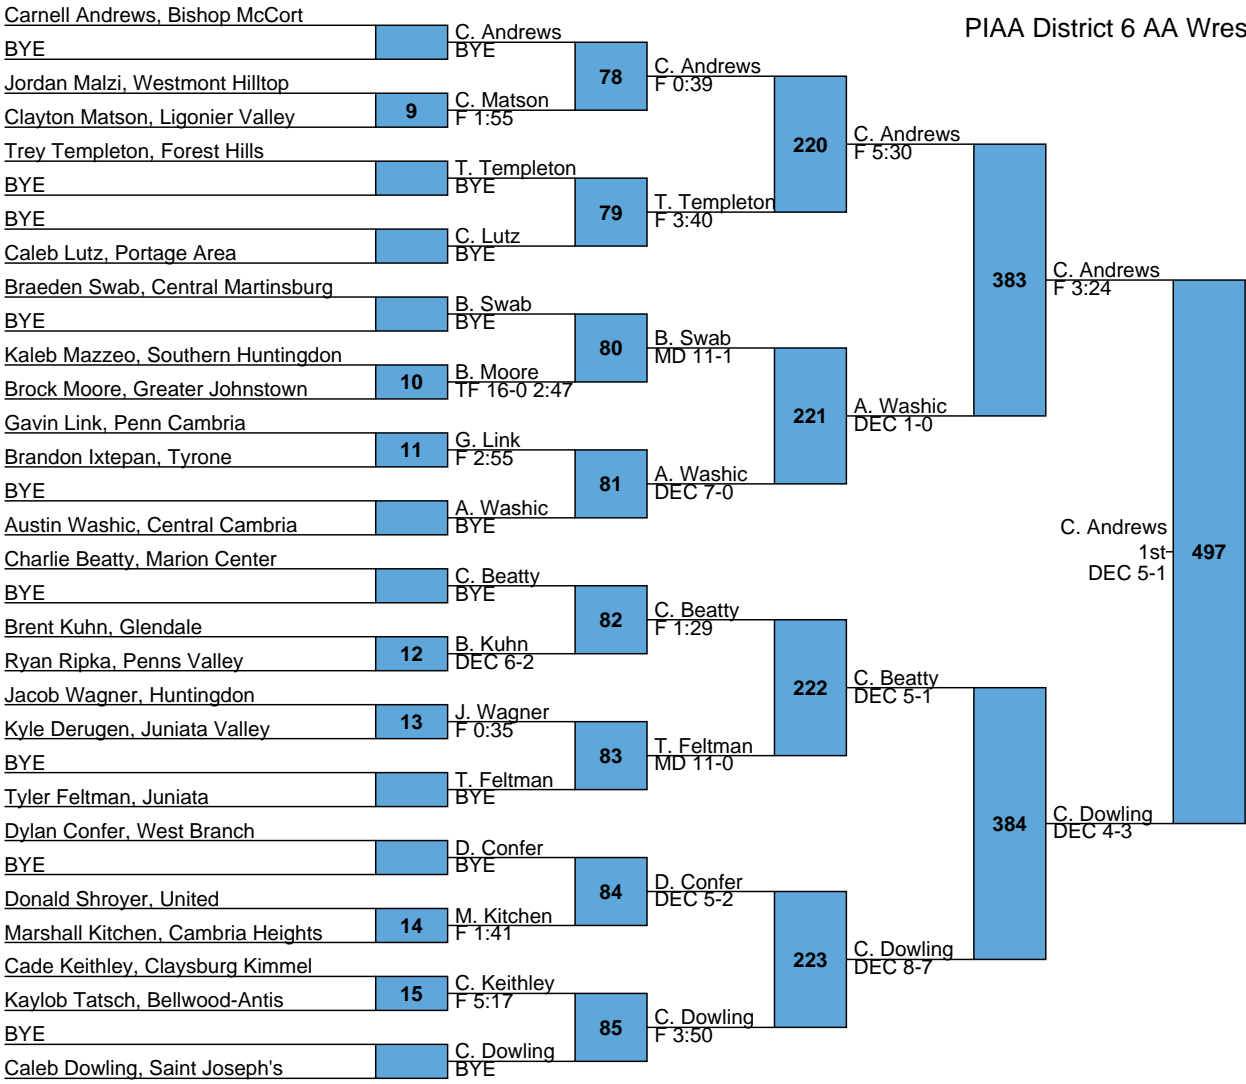 PIAA District 6 AA Wres
Carnell Andrews, Bishop McCort
BYE
Jordan Malzi, Westmont Hilltop
Clayton Matson, Ligonier Valley
Trey Templeton, Forest Hills
BYE
BYE
Caleb Lutz, Portage Area
Braeden Swab, Central Martinsburg
BYE
Kaleb Mazzeo, Southern Huntingdon
Brock Moore, Greater Johnstown
Gavin Link, Penn Cambria
Brandon Ixtepan, Tyrone
BYE
Austin Washic, Central Cambria
Charlie Beatty, Marion Center
BYE
Brent Kuhn, Glendale
Ryan Ripka, Penns Valley
Jacob Wagner, Huntingdon
Kyle Derugen, Juniata Valley
BYE
Tyler Feltman, Juniata
Dylan Confer, West Branch
BYE
Donald Shroyer, United
Marshall Kitchen, Cambria Heights
Cade Keithley, Claysburg Kimmel
Kaylob Tatsch, Bellwood-Antis
BYE
Caleb Dowling, Saint Joseph's
9
10
11
12
13
14
15
C. Andrews
BYE
C. Matson
F 1:55
T. Templeton
BYE
C. Lutz
BYE
B. Swab
BYE
B. Moore
TF 16-0 2:47
G. Link
F 2:55
A. Washic
BYE
C. Beatty
BYE
B. Kuhn
DEC 6-2
J. Wagner
F 0:35
T. Feltman
BYE
D. Confer
BYE
M. Kitchen
F 1:41
C. Keithley
F 5:17
C. Dowling
BYE
78
79
80
81
82
83
84
85
C. Andrews
F 0:39
T. Templeton
F 3:40
B. Swab
MD 11-1
A. Washic
DEC 7-0
C. Beatty
F 1:29
T. Feltman
MD 11-0
D. Confer
DEC 5-2
C. Dowling
F 3:50
220
221
222
223
C. Andrews
F 5:30
A. Washic
DEC 1-0
C. Beatty
DEC 5-1
C. Dowling
DEC 8-7
383
384
C. Andrews
F 3:24
C. Dowling
DEC 4-3
C. Andrews
1st
DEC 5-1
497